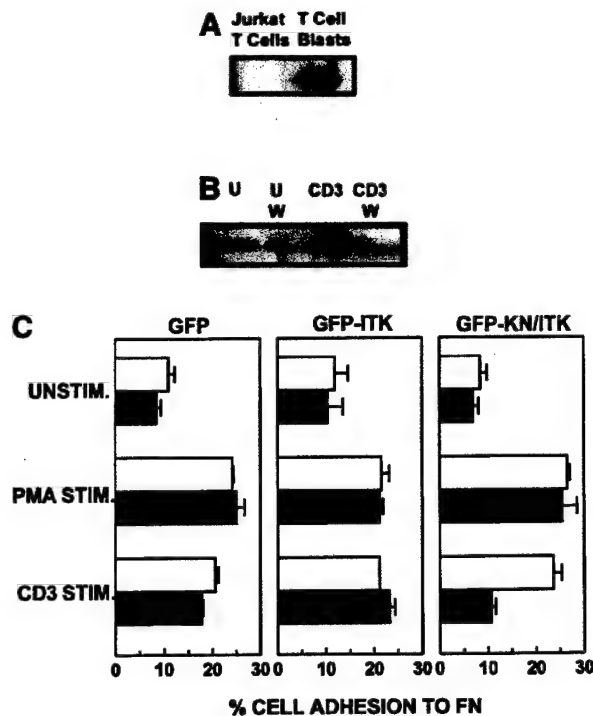 A Jurkat T Cell
T Cells Blasts
B U U CD3 CD3
W W
C GFP GFP-ITK GFP-KN/ITK
UNSTIM.
PMA STIM.
CD3 STIM.
0 10 20 30 0 10 20 30 0 10 20 30
% CELL ADHESION TO FN